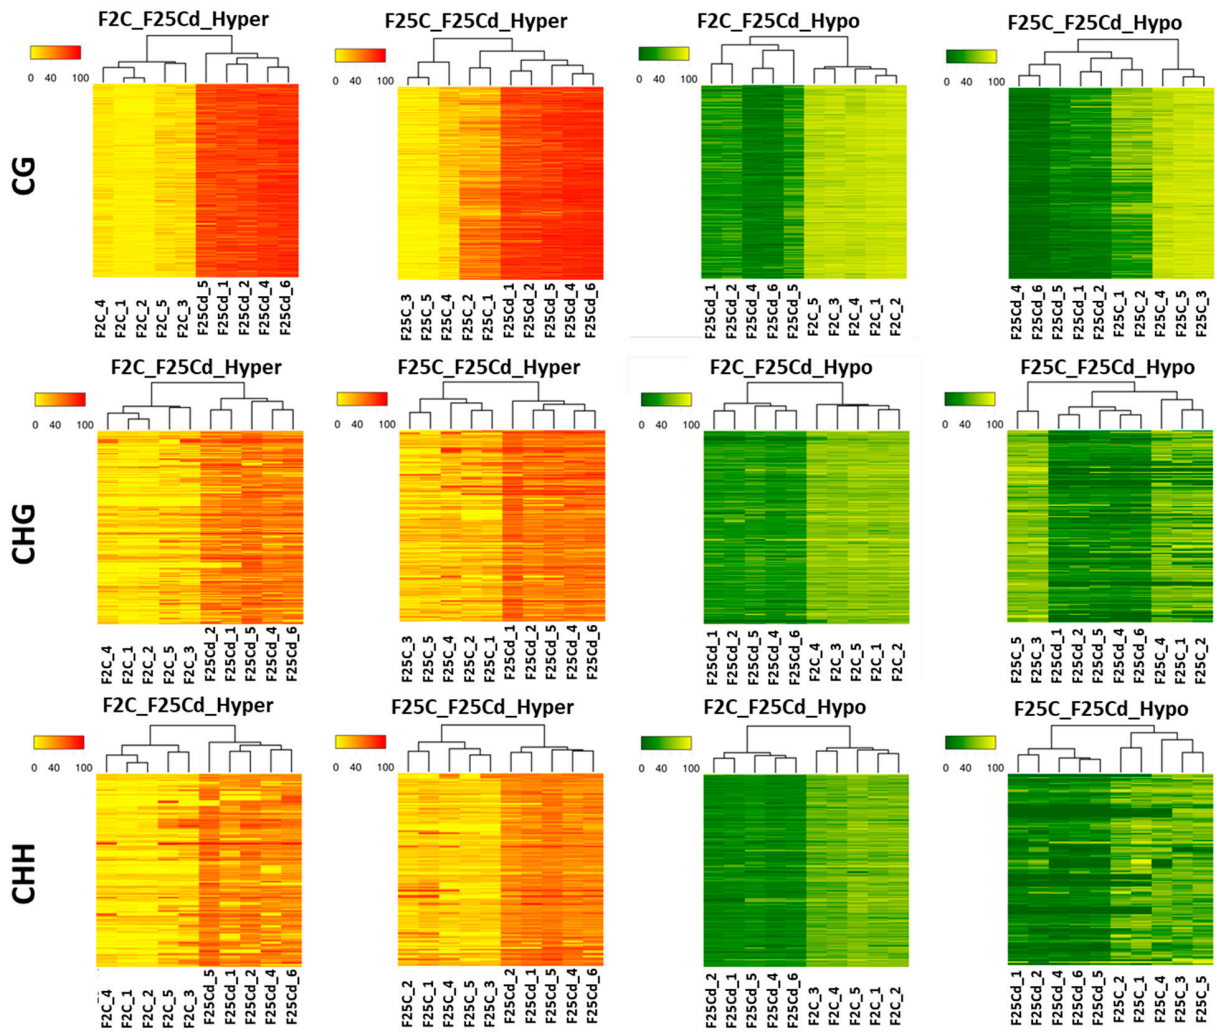 F2C_F25Cd_Hyper
F25C_F25Cd_Hyper
F2C_F25Cd_Hypo
F25C_F25Cd_Hypo
0 40 100
0 40 100
0 40 100
0 40 100
CG
F2C_4 F2C_1 F2C_2 F2C_5 F2C_3 F25Cd_5 F25Cd_1 F25Cd_2 F25Cd_4 F25Cd_6
F25C_3 F25C_5 F25C_4 F25C_2 F25C_1 F25Cd_1 F25Cd_2 F25Cd_5 F25Cd_4 F25Cd_6
F25Cd_1 F25Cd_2 F25Cd_4 F25Cd_6 F25Cd_5 F2C_5 F2C_3 F2C_4 F2C_1 F2C_2
F25Cd_4 F25Cd_6 F25Cd_5 F25Cd_1 F25Cd_2 F25C_1 F25C_2 F25C_4 F25C_5 F25C_3
F2C_F25Cd_Hyper
F25C_F25Cd_Hyper
F2C_F25Cd_Hypo
F25C_F25Cd_Hypo
0 40 100
0 40 100
0 40 100
0 40 100
CHG
F2C_4 F2C_1 F2C_2 F2C_5 F2C_3 F25Cd_2 F25Cd_1 F25Cd_5 F25Cd_4 F25Cd_6
F25C_3 F25C_5 F25C_4 F25C_2 F25C_1 F25Cd_1 F25Cd_2 F25Cd_5 F25Cd_4 F25Cd_6
F25Cd_1 F25Cd_2 F25Cd_5 F25Cd_4 F25Cd_6 F2C_4 F2C_3 F2C_5 F2C_1 F2C_2
F25C_5 F25C_3 F25Cd_1 F25Cd_2 F25Cd_5 F25Cd_4 F25Cd_6 F25C_4 F25C_1 F25C_2
F2C_F25Cd_Hyper
F25C_F25Cd_Hyper
F2C_F25Cd_Hypo
F25C_F25Cd_Hypo
0 40 100
0 40 100
0 40 100
0 40 100
CHH
F2C_4 F2C_1 F2C_2 F2C_5 F2C_3 F25Cd_5 F25Cd_1 F25Cd_2 F25Cd_4 F25Cd_6
F25C_2 F25C_1 F25C_4 F25C_5 F25C_3 F25Cd_2 F25Cd_1 F25Cd_5 F25Cd_4 F25Cd_6
F25Cd_2 F25Cd_1 F25Cd_5 F25Cd_4 F25Cd_6 F2C_3 F2C_4 F2C_5 F2C_1 F2C_2
F25Cd_1 F25Cd_2 F25Cd_4 F25Cd_6 F25Cd_5 F25C_2 F25C_1 F25C_4 F25C_3 F25C_5